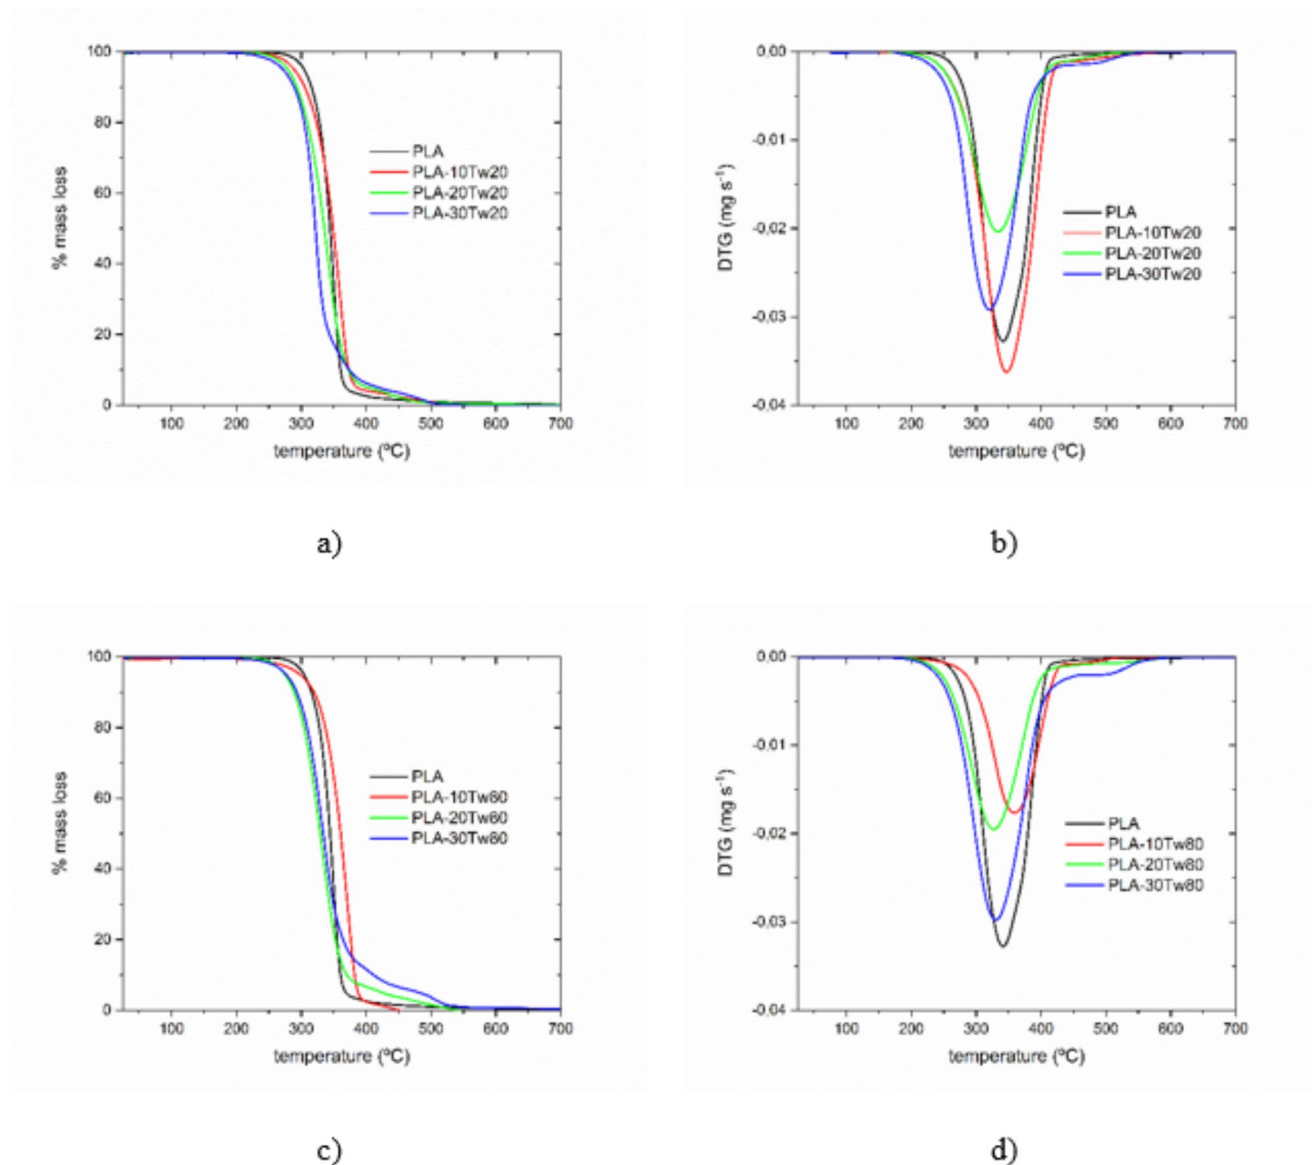 100
80
60
40
20
0
% mass loss
PLA
PLA-10Tw20
PLA-20Tw20
PLA-30Tw20
100 200 300 400 500 600 700
temperature (ºC)
a)
0,00
-0,01
-0,02
-0,03
-0,04
DTG (mg s⁻¹)
PLA
PLA-10Tw20
PLA-20Tw20
PLA-30Tw20
100 200 300 400 500 600 700
temperature (ºC)
b)
100
80
60
40
20
0
% mass loss
PLA
PLA-10Tw80
PLA-20Tw80
PLA-30Tw80
100 200 300 400 500 600 700
temperature (ºC)
c)
0,00
-0,01
-0,02
-0,03
-0,04
DTG (mg s⁻¹)
PLA
PLA-10Tw80
PLA-20Tw80
PLA-30Tw80
100 200 300 400 500 600 700
temperature (ºC)
d)